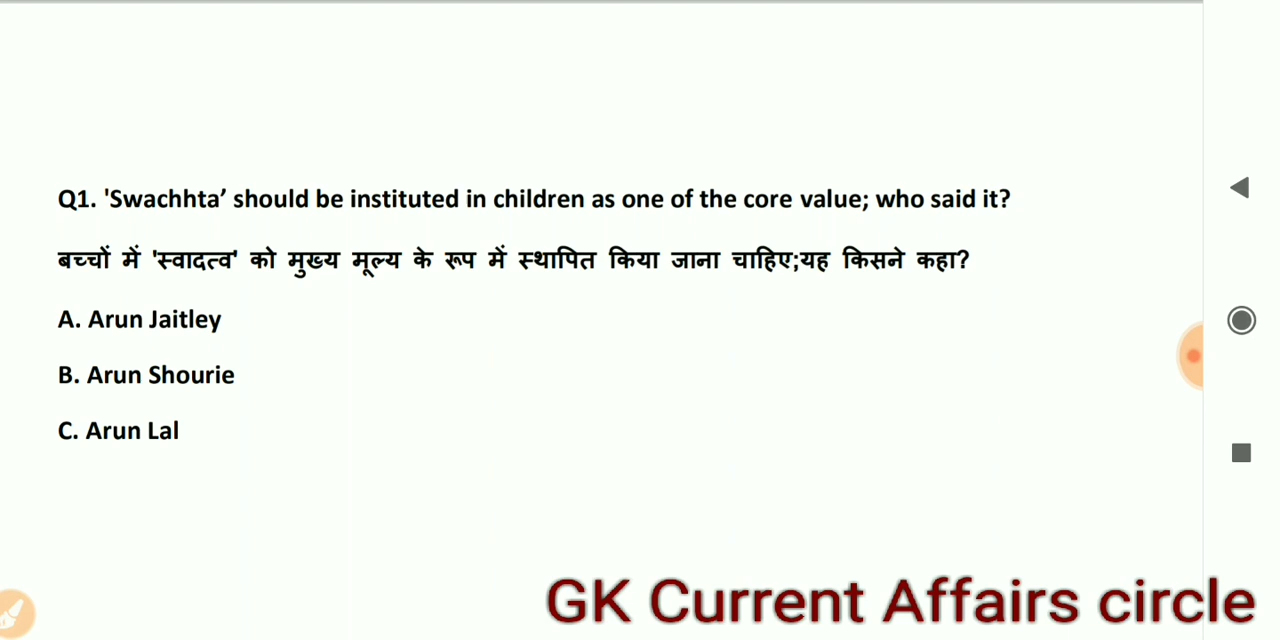 Q1. 'Swachhta’ should be instituted in children as one of the core value; who said it?
बच्चों में 'स्वादत्व' को मुख्य मूल्य के रूप में स्थापित किया जाना चाहिए;यह किसने कहा?
A. Arun Jaitley
B. Arun Shourie
C. Arun Lal
GK Current Affairs circle